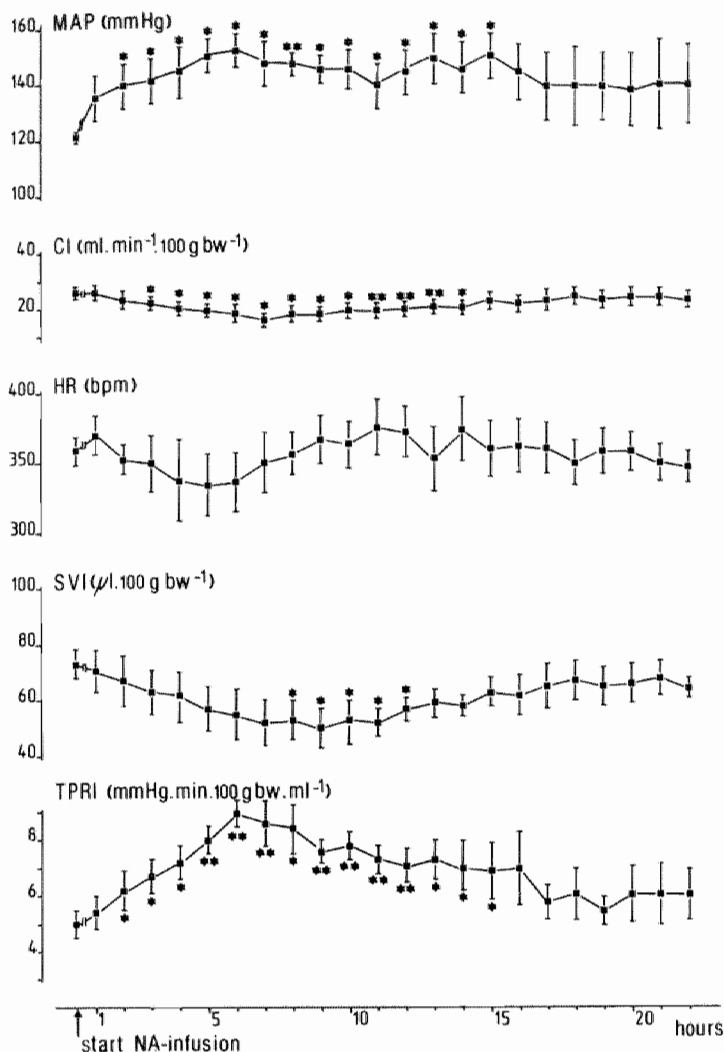 MAP (mmHg)
160
* * * * * * ** * * * * * * *
140
120
100
CI (ml.min⁻¹.100 g bw⁻¹)
40
* * * * * * * * ** ** ** *
20
HR (bpm)
400
350
300
SVI (μl.100 g bw⁻¹)
100
80
* * * * *
60
40
TPRI (mmHg.min.100 g bw.ml⁻¹)
8
* * * ** ** ** * ** ** ** ** * * *
6
4
1 5 10 15 20 hours
start NA-infusion